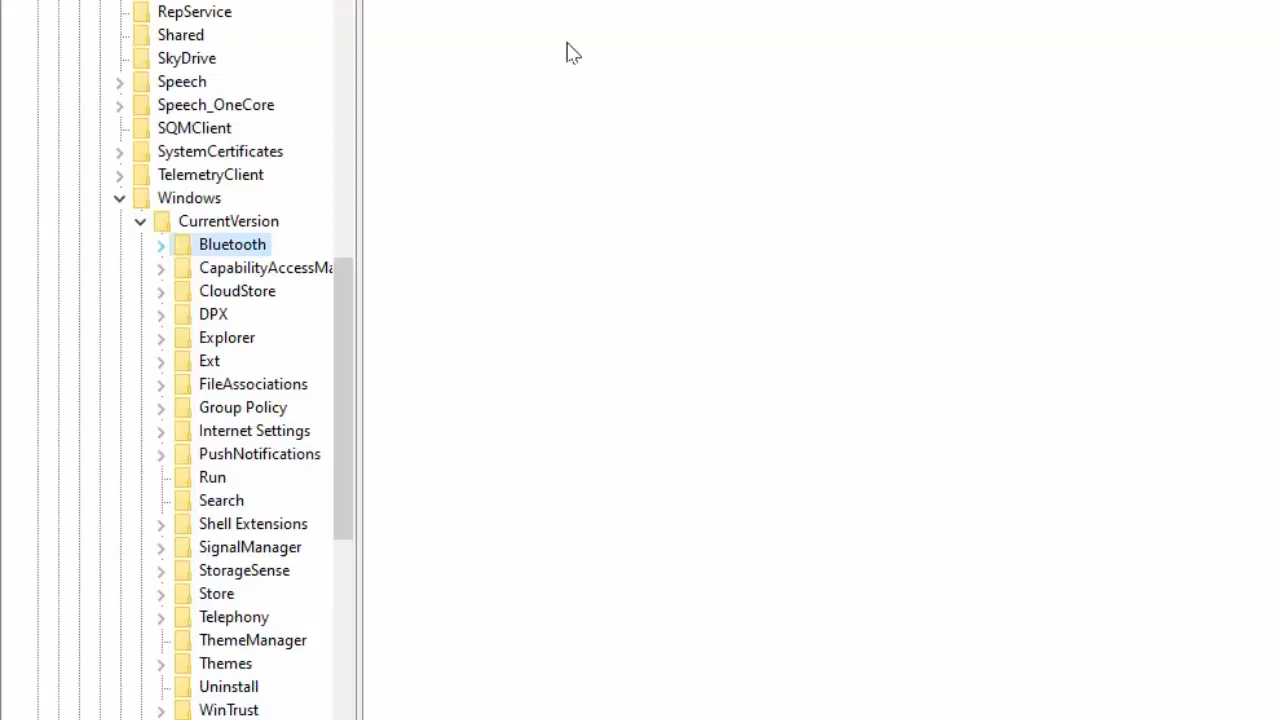 RepService
Shared
SkyDrive
Speech
Speech_OneCore
SQMClient
SystemCertificates
TelemetryClient
Windows
CurrentVersion
Bluetooth
CapabilityAccessMa
CloudStore
DPX
Explorer
Ext
FileAssociations
Group Policy
Internet Settings
PushNotifications
Run
Search
Shell Extensions
SignalManager
StorageSense
Store
Telephony
ThemeManager
Themes
Uninstall
WinTrust